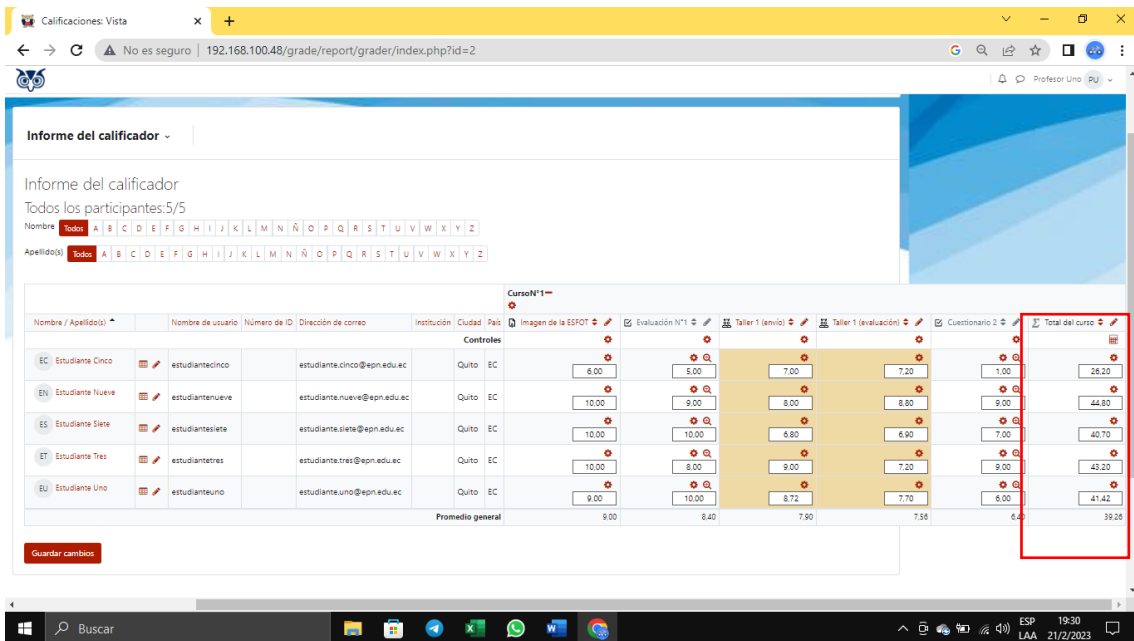 Calificaciones: Vista
No es seguro | 192.168.100.48/grade/report/grader/index.php?id=2
Profesor Uno PU
Informe del calificador
Informe del calificador
Todos los participantes:5/5
Nombre Todos A B C D E F G H I J K L M N Ñ O P Q R S T U V W X Y Z
Apellido(s) Todos A B C D E F G H I J K L M N Ñ O P Q R S T U V W X Y Z
CursoN°1
Nombre / Apellido(s) Nombre de usuario Número de ID Dirección de correo Institución Ciudad País Imagen de la ESFOT Evaluación N°1 Taller 1 (envío) Taller 1 (evaluación) Cuestionario 2 Total del curso
Controles
EC Estudiante Cinco estudiantecinco estudiante.cinco@epn.edu.ec Quito EC 6,00 5,00 7,00 7,20 1,00 26,20
EN Estudiante Nueve estudiantenueve estudiante.nueve@epn.edu.ec Quito EC 10,00 9,00 8,00 8,80 9,00 44,80
ES Estudiante Siete estudiantesiete estudiante.siete@epn.edu.ec Quito EC 10,00 10,00 6,80 6,90 7,00 40,70
ET Estudiante Tres estudiantetres estudiante.tres@epn.edu.ec Quito EC 10,00 8,00 9,00 7,20 9,00 43,20
EU Estudiante Uno estudianteuno estudiante.uno@epn.edu.ec Quito EC 9,00 10,00 8,72 7,70 6,00 41,42
Promedio general 9,00 8,40 7,90 7,56 6,40 39,26
Guardar cambios
Buscar
ESP 19:30
LAA 21/2/2023